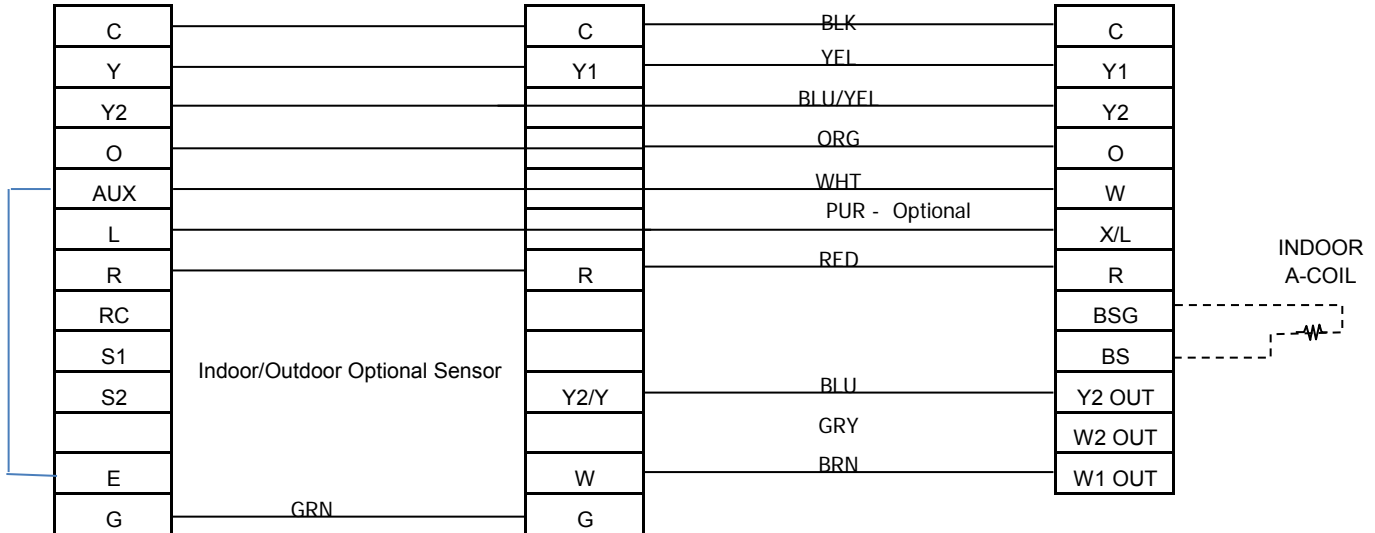 C C BLK C
Y Y1 YEL Y1
Y2 BLU/YEL Y2
O ORG O
AUX WHT W
L PUR - Optional X/L
R R RED R
INDOOR
A-COIL
RC BSG
S1 BS
Indoor/Outdoor Optional Sensor
S2 Y2/Y BLU Y2 OUT
GRY W2 OUT
E W BRN W1 OUT
G GRN G